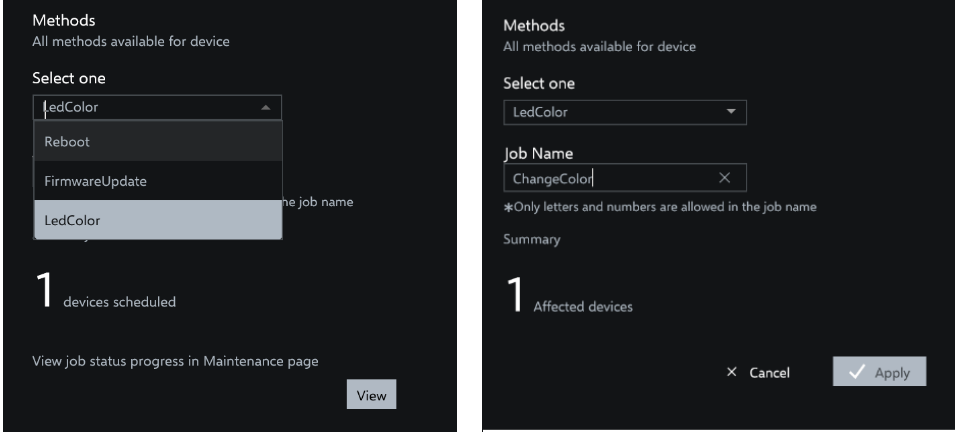 Methods
All methods available for device
Select one
LedColor
Reboot
FirmwareUpdate
LedColor
he job name
1 devices scheduled
View job status progress in Maintenance page
View
Methods
All methods available for device
Select one
LedColor
Job Name
ChangeColor
*Only letters and numbers are allowed in the job name
Summary
1 Affected devices
Cancel
Apply